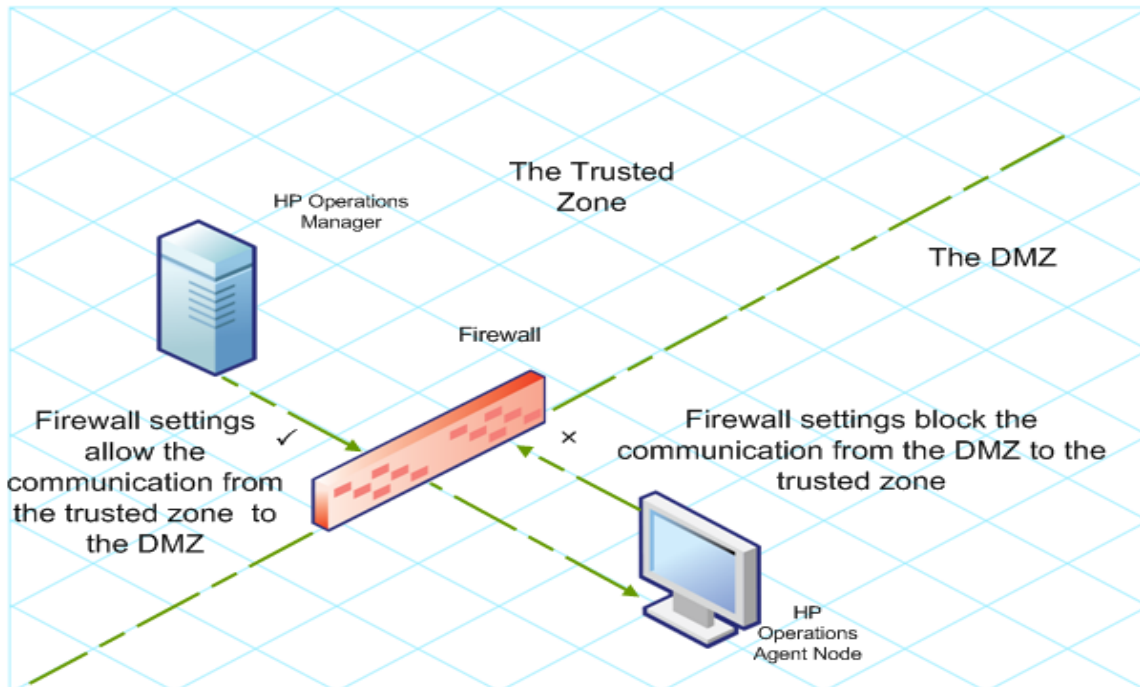 The Trusted
Zone
HP Operations
Manager
The DMZ
Firewall
Firewall settings
allow the
communication from
the trusted zone to
the DMZ
✓
×
Firewall settings block the
communication from the DMZ to the
trusted zone
HP
Operations
Agent Node